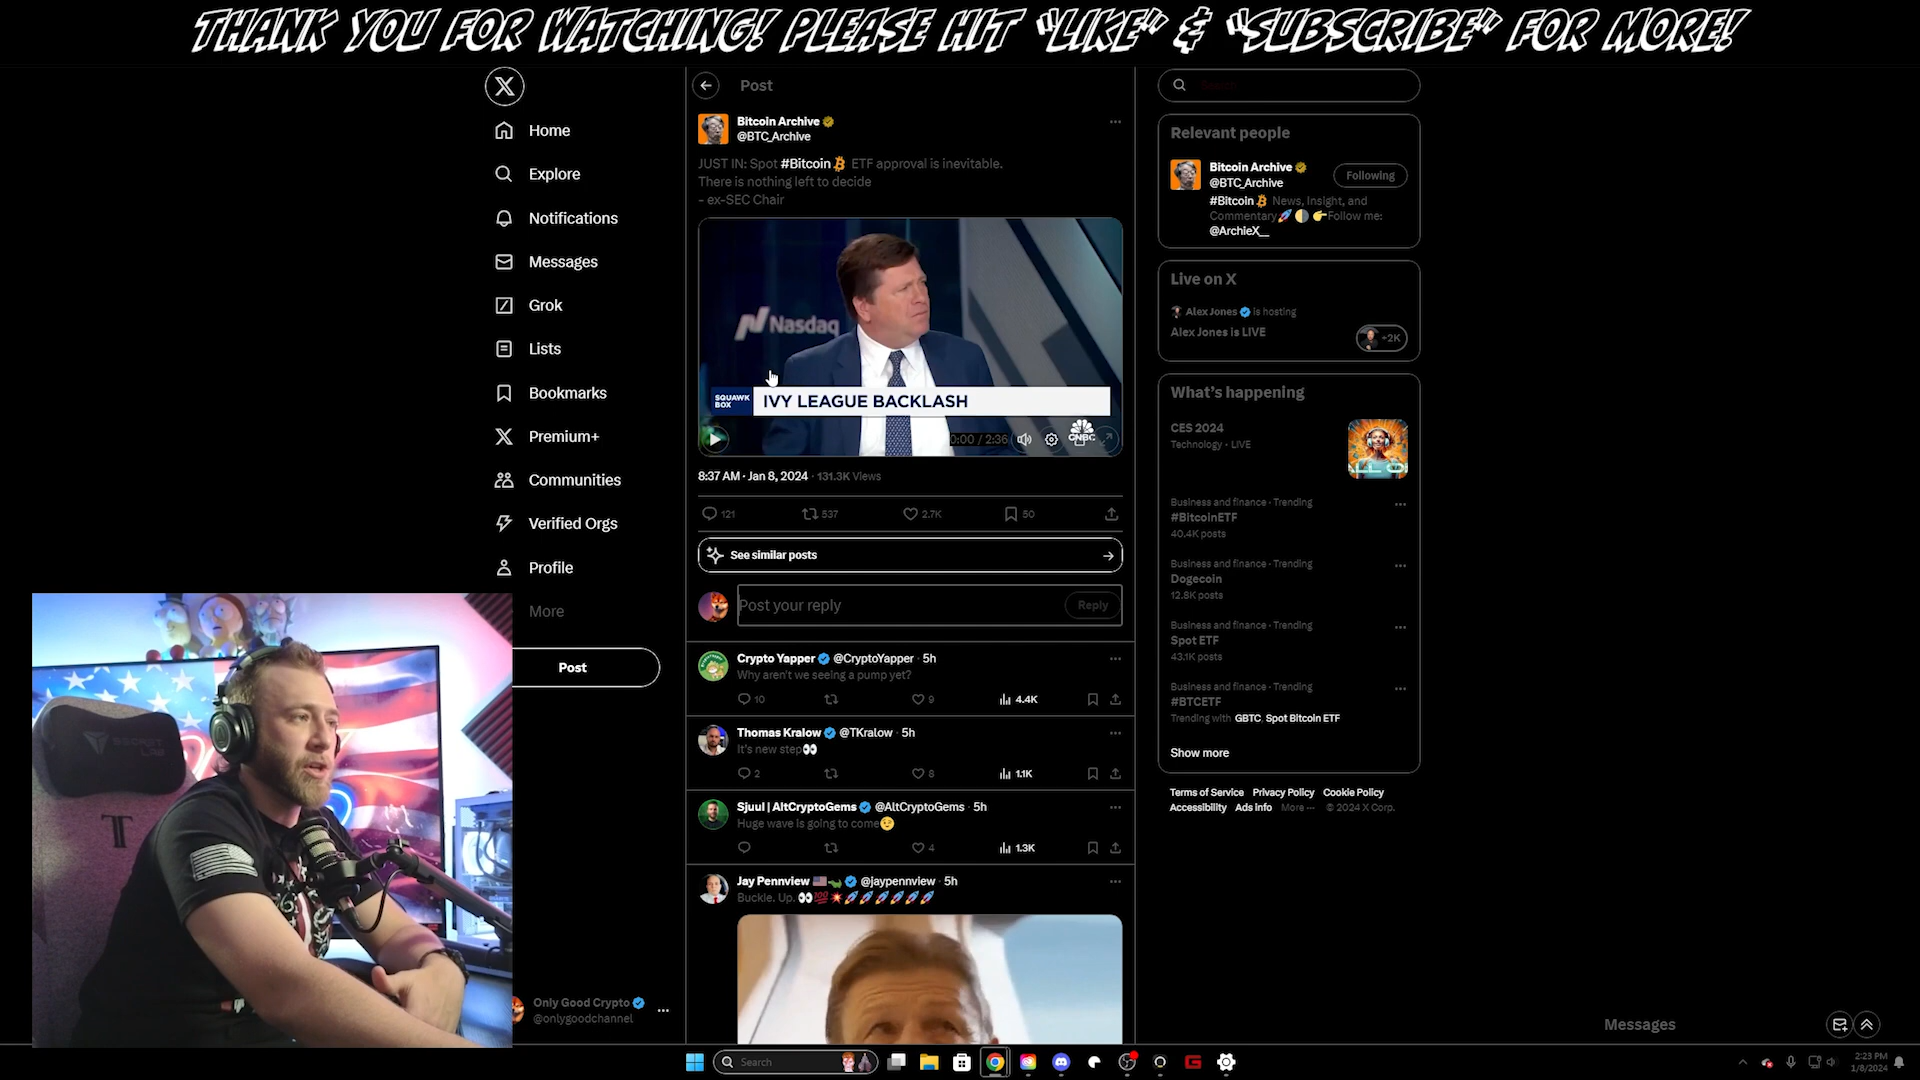 THANK YOU FOR WATCHING! PLEASE HIT "LIKE" & "SUBSCRIBE" FOR MORE!
Home
Explore
Notifications
Messages
Grok
Lists
Bookmarks
Premium+
Communities
Verified Orgs
Profile
More
Post
Only Good Crypto
@onlygoodchannel
Post
Bitcoin Archive
@BTC_Archive
JUST IN: Spot #Bitcoin ETF approval is inevitable.
There is nothing left to decide
- ex-SEC Chair
Nasdaq
SQUAWK BOX
IVY LEAGUE BACKLASH
0:00 / 2:36
CNBC
8:37 AM · Jan 8, 2024 · 131.3K Views
121 537 2.7K 50
See similar posts
Post your reply
Reply
Crypto Yapper @CryptoYapper · 5h
Why aren't we seeing a pump yet?
10 9 4.4K
Thomas Kralow @TKralow · 5h
It's new step👀
2 8 1.1K
Sjuul | AltCryptoGems @AltCryptoGems · 5h
Huge wave is going to come😉
4 1.3K
Jay Pennview @jaypennview · 5h
Buckle. Up. 👀💯💥🚀🚀🚀🚀🚀🚀
Relevant people
Bitcoin Archive
@BTC_Archive
Following
#Bitcoin News, Insight, and
Commentary🚀🌗👉Follow me:
@ArchieX__
Live on X
Alex Jones is hosting
Alex Jones is LIVE
+2K
What's happening
CES 2024
Technology · LIVE
Business and finance · Trending
#BitcoinETF
40.4K posts
Business and finance · Trending
Dogecoin
12.8K posts
Business and finance · Trending
Spot ETF
43.1K posts
Business and finance · Trending
#BTCETF
Trending with GBTC, Spot Bitcoin ETF
Show more
Terms of Service Privacy Policy Cookie Policy
Accessibility Ads info More ··· © 2024 X Corp.
Messages
SECRETLAB
T
Search
2:23 PM
1/8/2024